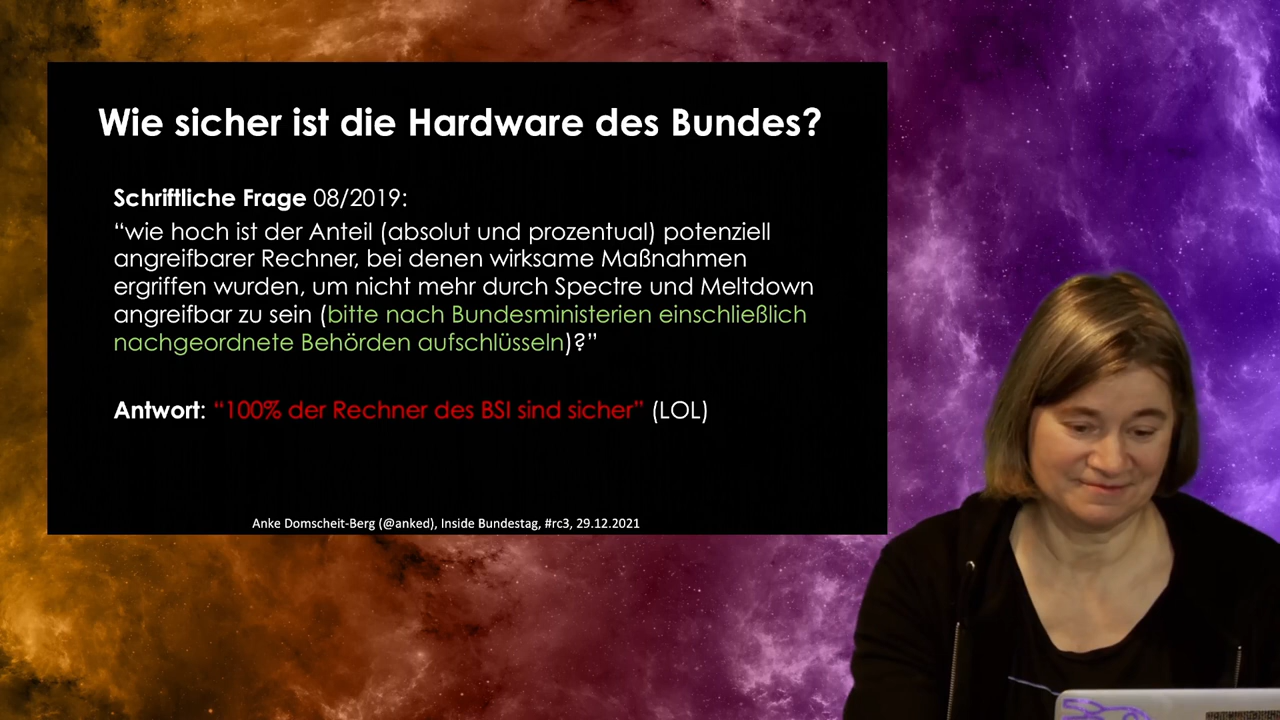 Wie sicher ist die Hardware des Bundes?
Schriftliche Frage 08/2019:
“wie hoch ist der Anteil (absolut und prozentual) potenziell
angreifbarer Rechner, bei denen wirksame Maßnahmen
ergriffen wurden, um nicht mehr durch Spectre und Meltdown
angreifbar zu sein (bitte nach Bundesministerien einschließlich
nachgeordnete Behörden aufschlüsseln)?”
Antwort: “100% der Rechner des BSI sind sicher” (LOL)
Anke Domscheit-Berg (@anked), Inside Bundestag, #rc3, 29.12.2021